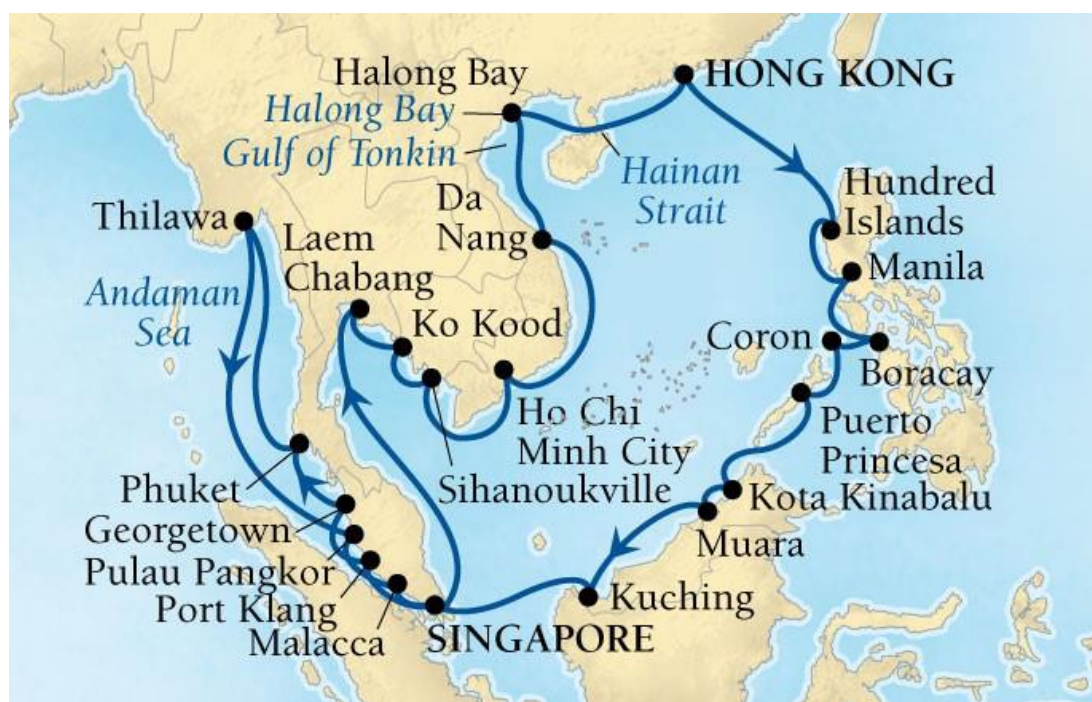 Halong Bay
HONG KONG
Halong Bay
Gulf of Tonkin
Hainan
Strait
Hundred
Islands
Da
Nang
Thilawa
Laem
Chabang
Manila
Andaman
Sea
Ko Kood
Coron
Boracay
Ho Chi
Minh City
Puerto
Princesa
Sihanoukville
Phuket
Kota Kinabalu
Georgetown
Muara
Pulau Pangkor
Port Klang
Kuching
Malacca
SINGAPORE